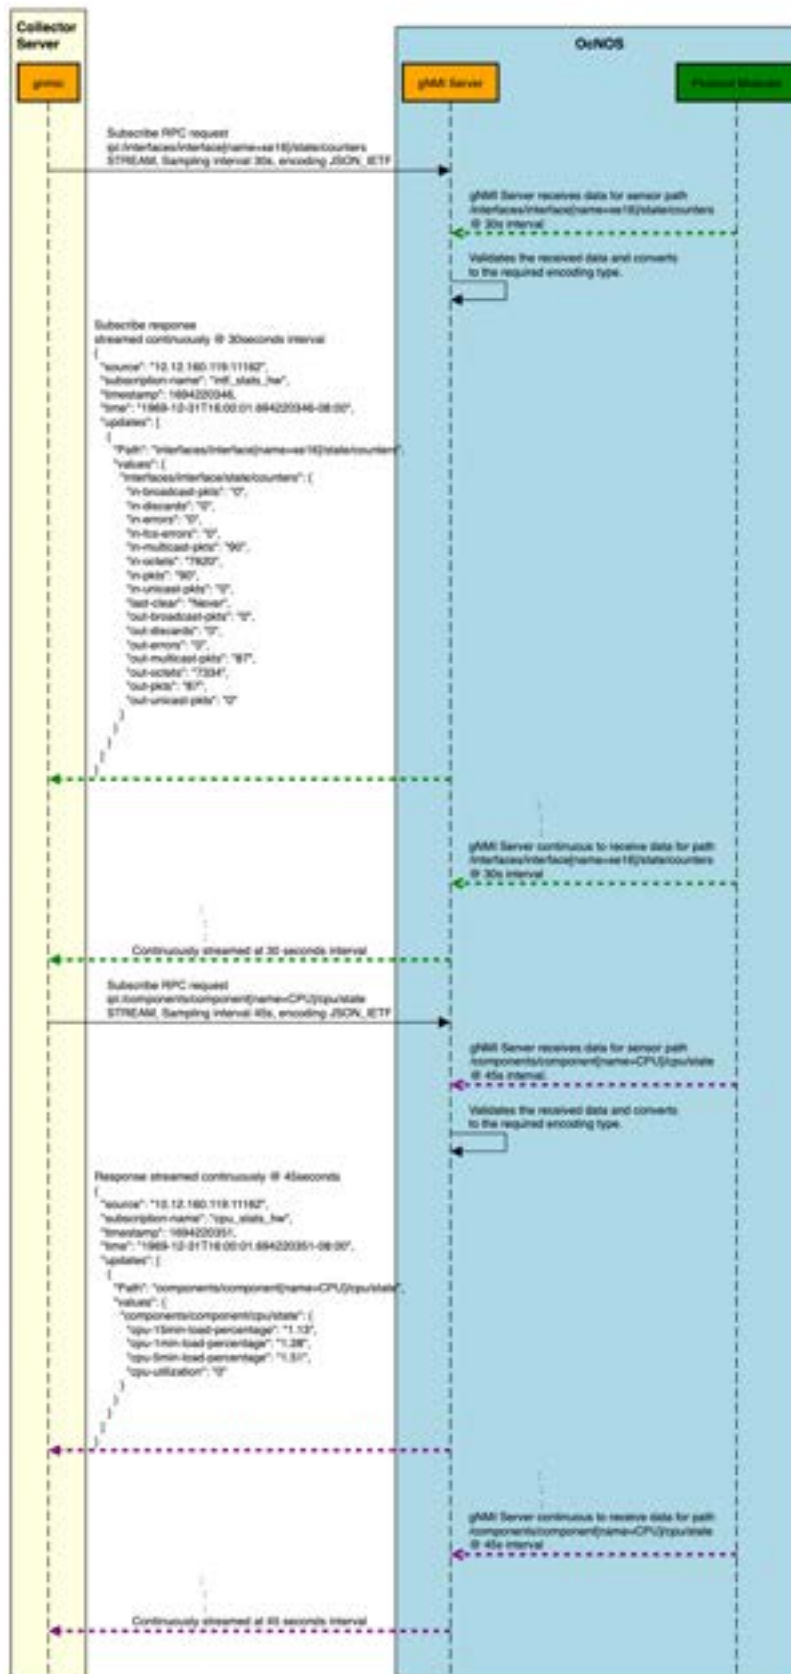 Collector
Server
OcNOS
gnmic
gNMI Server
Protocol Modules
Subscribe RPC request
ipi:/interfaces/interface[name=xe16]/state/counters
STREAM, Sampling interval 30s, encoding JSON_IETF
gNMI Server receives data for sensor path
/interfaces/interface[name=xe16]/state/counters
@ 30s interval
Validates the received data and converts
to the required encoding type.
Subscribe response
streamed continuously @ 30seconds interval
{
"source": "10.12.160.119:11162",
"subscription-name": "intf_stats_hw",
"timestamp": 1694220346,
"time": "1969-12-31T16:00:01.694220346-08:00",
"updates": [
{
"Path": "interfaces/interface[name=xe16]/state/counters",
"values": {
"interfaces/interface/state/counters": {
"in-broadcast-pkts": "0",
"in-discards": "0",
"in-errors": "0",
"in-fcs-errors": "0",
"in-multicast-pkts": "90",
"in-octets": "7620",
"in-pkts": "90",
"in-unicast-pkts": "0",
"last-clear": "Never",
"out-broadcast-pkts": "0",
"out-discards": "0",
"out-errors": "0",
"out-multicast-pkts": "87",
"out-octets": "7334",
"out-pkts": "87",
"out-unicast-pkts": "0"
}
}
}
]
}
gNMI Server continuous to receive data for path
/interfaces/interface[name=xe16]/state/counters
@ 30s interval
Continuously streamed at 30 seconds interval
Subscribe RPC request
ipi:/components/component[name=CPU]/cpu/state
STREAM, Sampling interval 45s, encoding JSON_IETF
gNMI Server receives data for sensor path
/components/component[name=CPU]/cpu/state
@ 45s interval.
Validates the received data and converts
to the required encoding type.
Response streamed continuously @ 45seconds
{
"source": "10.12.160.119:11162",
"subscription-name": "cpu_stats_hw",
"timestamp": 1694220351,
"time": "1969-12-31T16:00:01.694220351-08:00",
"updates": [
{
"Path": "components/component[name=CPU]/cpu/state",
"values": {
"components/component/cpu/state": {
"cpu-15min-load-percentage": "1.13",
"cpu-1min-load-percentage": "1.28",
"cpu-5min-load-percentage": "1.51",
"cpu-utilization": "0"
}
}
}
]
}
gNMI Server continuous to receive data for path
/components/component[name=CPU]/cpu/state
@ 45s interval
Continuously streamed at 45 seconds interval